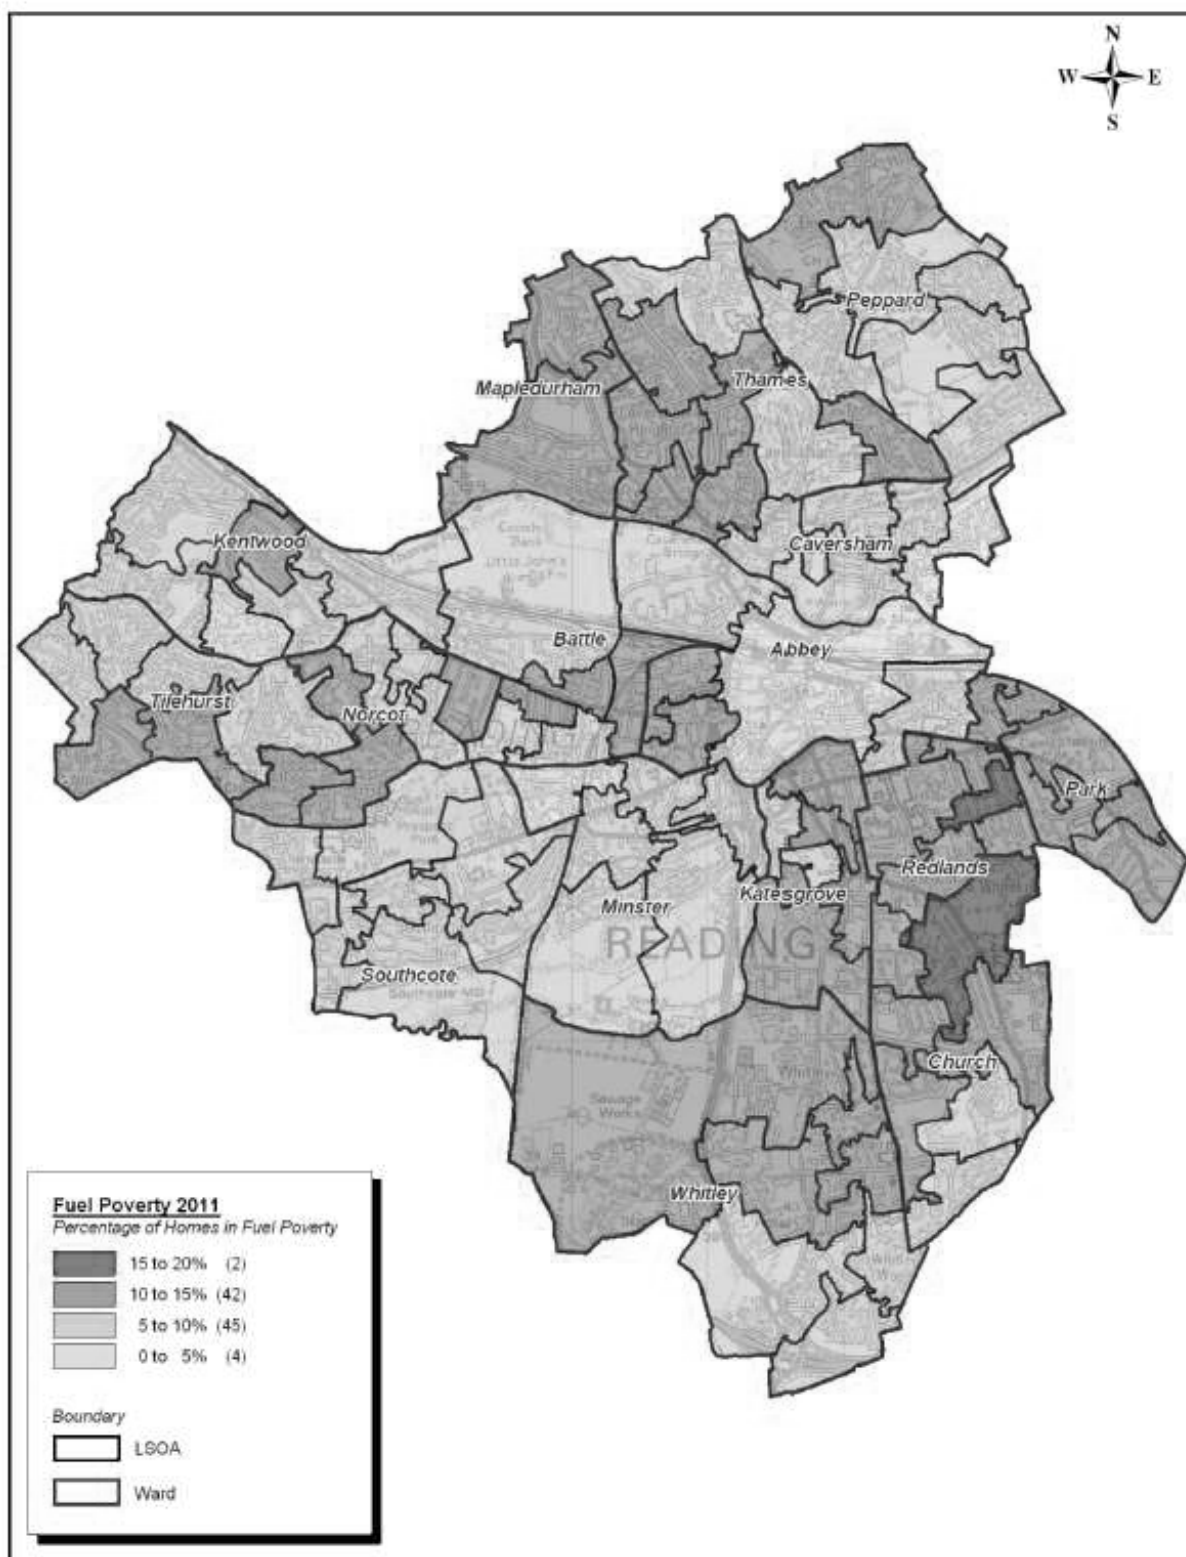 N
W E
S
Peppard
Mapledurham
Thames
Kentwood
Caversham
Battle
Abbey
Tilehurst
Norcot
Park
Redlands
Minster
Katesgrove
READING
Southcote
Church
Sewage
Works
Whitley
Fuel Poverty 2011
Percentage of Homes in Fuel Poverty
15 to 20% (2)
10 to 15% (42)
5 to 10% (45)
0 to 5% (4)
Boundary
LSOA
Ward